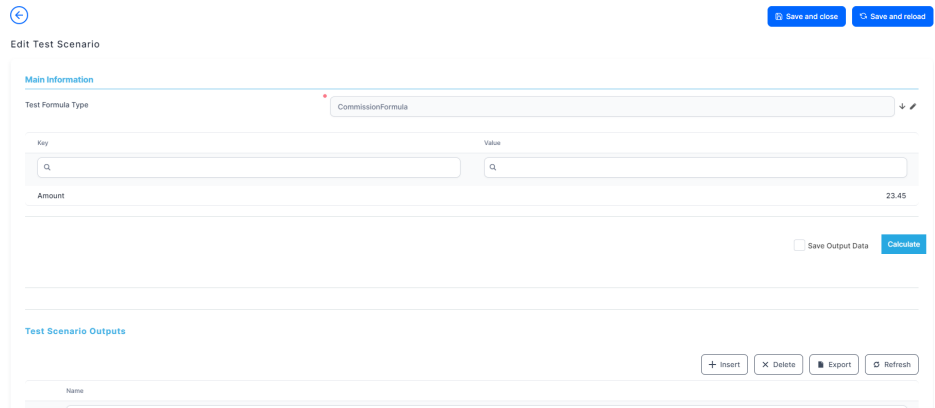 Save and close
Save and reload
Edit Test Scenario
Main Information
Test Formula Type
*
CommissionFormula
Key
Value
Amount
23.45
Save Output Data
Calculate
Test Scenario Outputs
Insert
Delete
Export
Refresh
Name